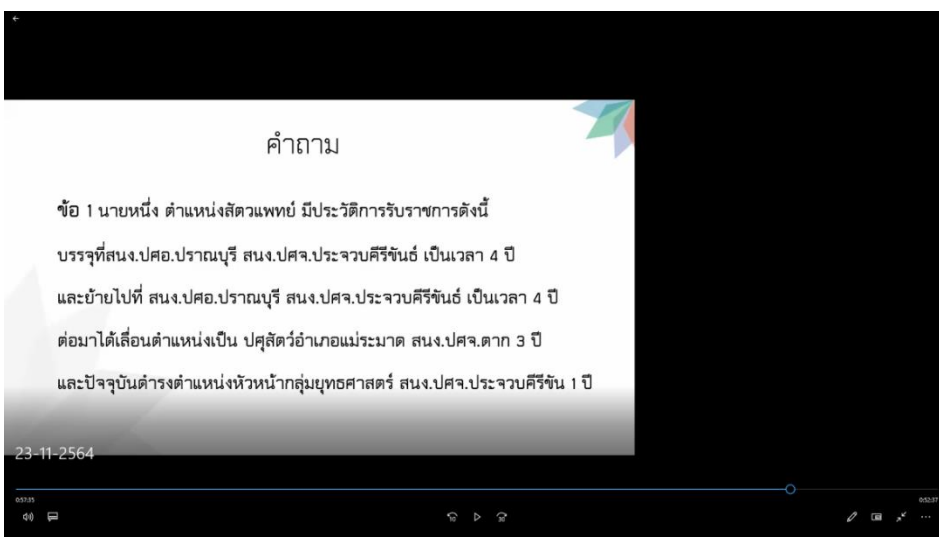 คำถาม
ข้อ 1 นายหนึ่ง ตำแหน่งสัตวแพทย์ มีประวัติการรับราชการดังนี้
บรรจุที่สนง.ปศอ.ปราณบุรี สนง.ปศจ.ประจวบคีรีขันธ์ เป็นเวลา 4 ปี
และย้ายไปที่ สนง.ปศอ.ปราณบุรี สนง.ปศจ.ประจวบคีรีขันธ์ เป็นเวลา 4 ปี
ต่อมาได้เลื่อนตำแหน่งเป็น ปศุสัตว์อำเภอแม่ระมาด สนง.ปศจ.ตาก 3 ปี
และปัจจุบันดำรงตำแหน่งหัวหน้ากลุ่มยุทธศาสตร์ สนง.ปศจ.ประจวบคีรีขัน 1 ปี
23-11-2564
0:57:35
0:52:37
10
30